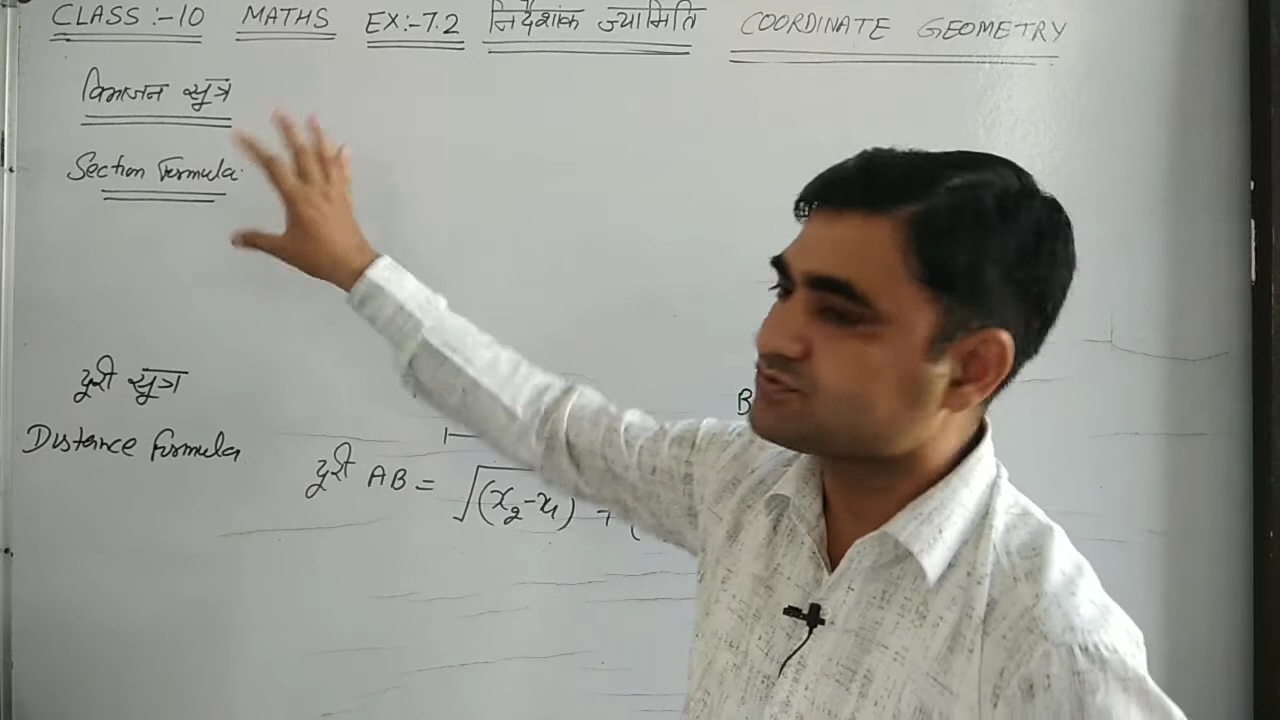 CLASS :-10 MATHS EX:-7.2 निर्देशांक ज्यामिति COORDINATE GEOMETRY
विभाजन सूत्र
Section Formula
दूरी सूत्र
Distance Formula
B
दूरी AB = √(x₂-x₁) + (